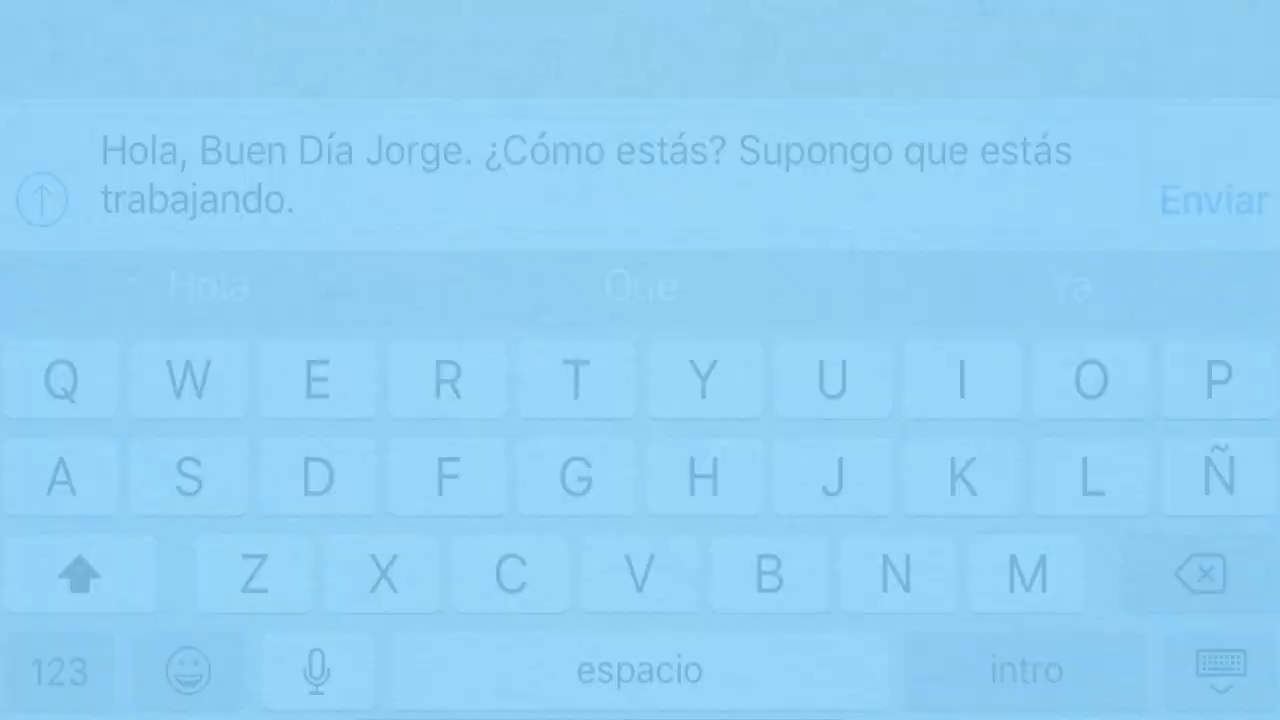 Hola, Buen Día Jorge. ¿Cómo estás? Supongo que estás
trabajando.
Enviar
Hola Que Ya
Q W E R T Y U I O P
A S D F G H J K L Ñ
Z X C V B N M
123 espacio intro